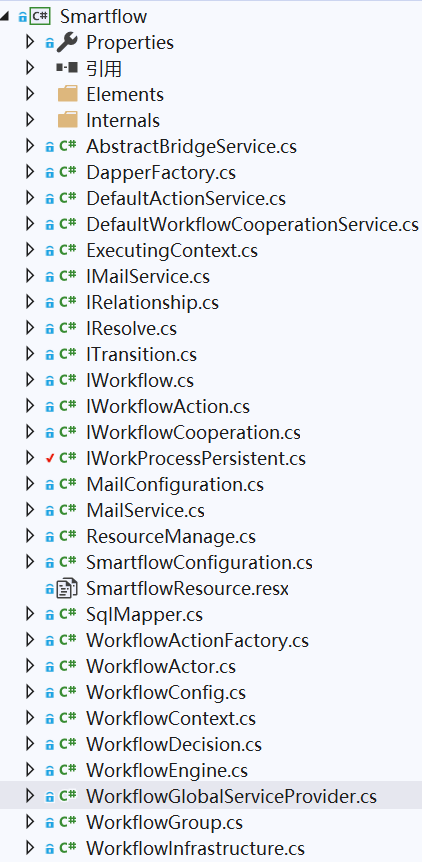 C# Smartflow
Properties
引用
Elements
Internals
C# AbstractBridgeService.cs
C# DapperFactory.cs
C# DefaultActionService.cs
C# DefaultWorkflowCooperationService.cs
C# ExecutingContext.cs
C# IMailService.cs
C# IRelationship.cs
C# IResolve.cs
C# ITransition.cs
C# IWorkflow.cs
C# IWorkflowAction.cs
C# IWorkflowCooperation.cs
C# IWorkProcessPersistent.cs
C# MailConfiguration.cs
C# MailService.cs
C# ResourceManage.cs
C# SmartflowConfiguration.cs
SmartflowResource.resx
C# SqlMapper.cs
C# WorkflowActionFactory.cs
C# WorkflowActor.cs
C# WorkflowConfig.cs
C# WorkflowContext.cs
C# WorkflowDecision.cs
C# WorkflowEngine.cs
C# WorkflowGlobalServiceProvider.cs
C# WorkflowGroup.cs
C# WorkflowInfrastructure.cs